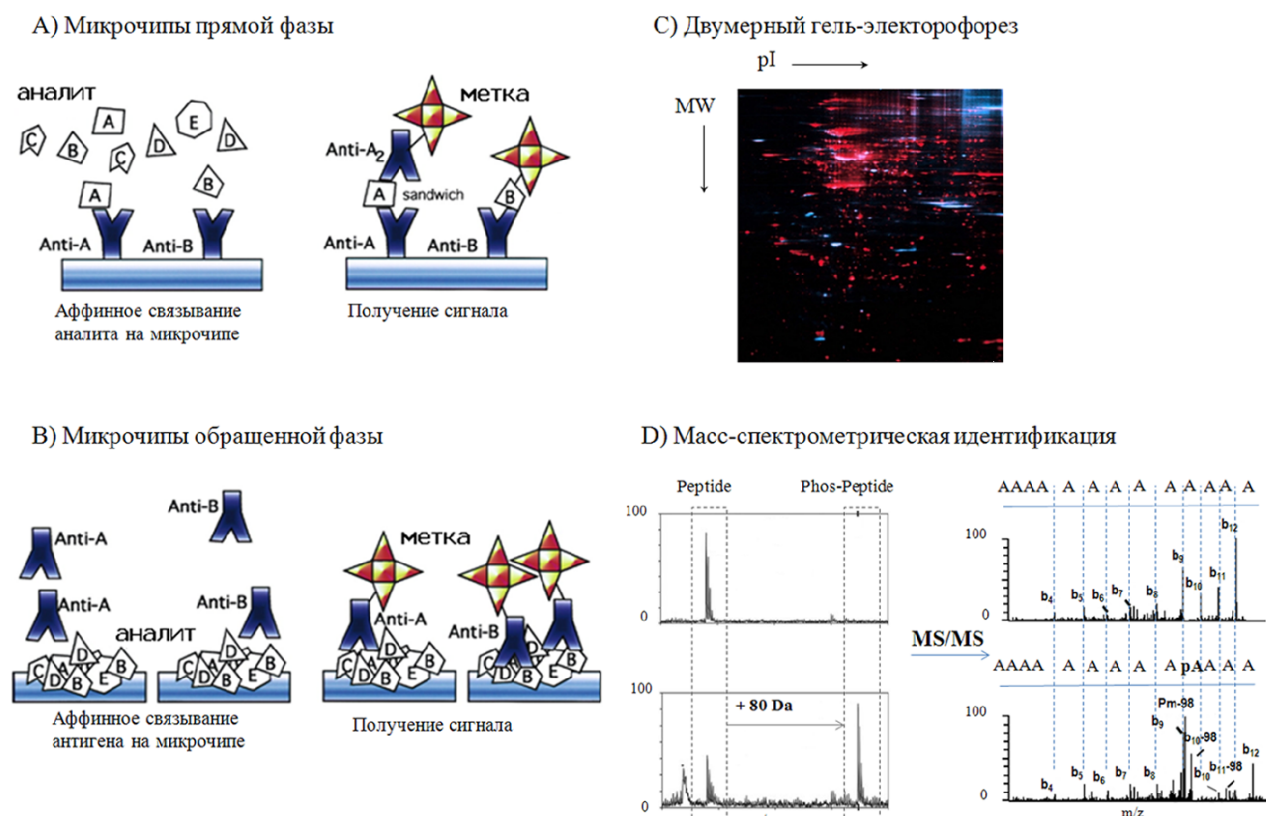 A) Микрочипы прямой фазы
аналит
A
E
C
B
C
D
D
A
B
Anti-A
Anti-B
Аффинное связывание
аналита на микрочипе
метка
Anti-A2
A
sandwich
B
Anti-A
Anti-B
Получение сигнала
C) Двумерный гель-электорофорез
pI
MW
B) Микрочипы обращенной фазы
Anti-B
Anti-A
Anti-A
Anti-B
аналит
C
A
D
D
B
E
B
C
A
D
D
B
E
B
Аффинное связывание
антигена на микрочипе
метка
Anti-A
Anti-B
C
A
D
D
B
E
B
C
D
E
B
Получение сигнала
D) Масс-спектрометрическая идентификация
Peptide
Phos-Peptide
100
0
100
+ 80 Da
0
MS/MS
AAAA A A A A A A A A A
100
0
b4
b5
b6
b7
b8
b9
b10
b11
b12
AAAA A A A A A pA A A A
100
0
Pm-98
b4
b5
b6
b7
b8
b9
b10-98
b10
b11-98
b12
m/z